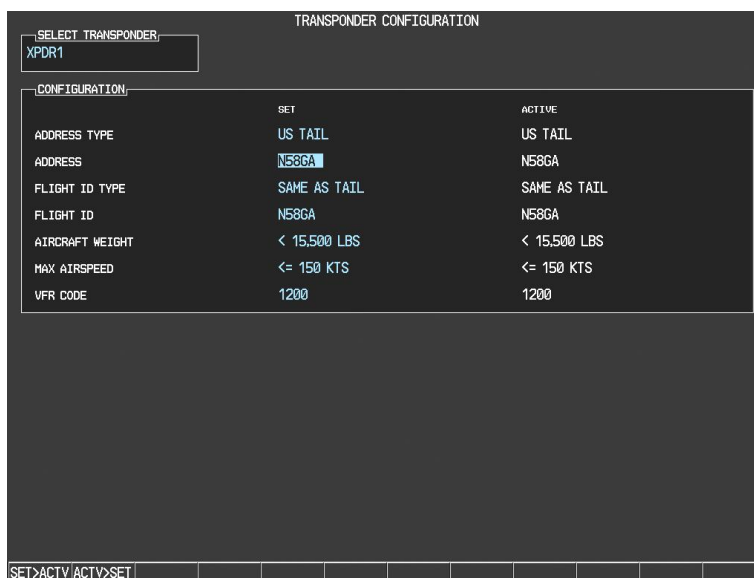 TRANSPONDER CONFIGURATION
SELECT TRANSPONDER
XPDR1
CONFIGURATION
SET ACTIVE
ADDRESS TYPE US TAIL US TAIL
ADDRESS N58GA N58GA
FLIGHT ID TYPE SAME AS TAIL SAME AS TAIL
FLIGHT ID N58GA N58GA
AIRCRAFT WEIGHT < 15,500 LBS < 15,500 LBS
MAX AIRSPEED <= 150 KTS <= 150 KTS
VFR CODE 1200 1200
SET>ACTV ACTV>SET